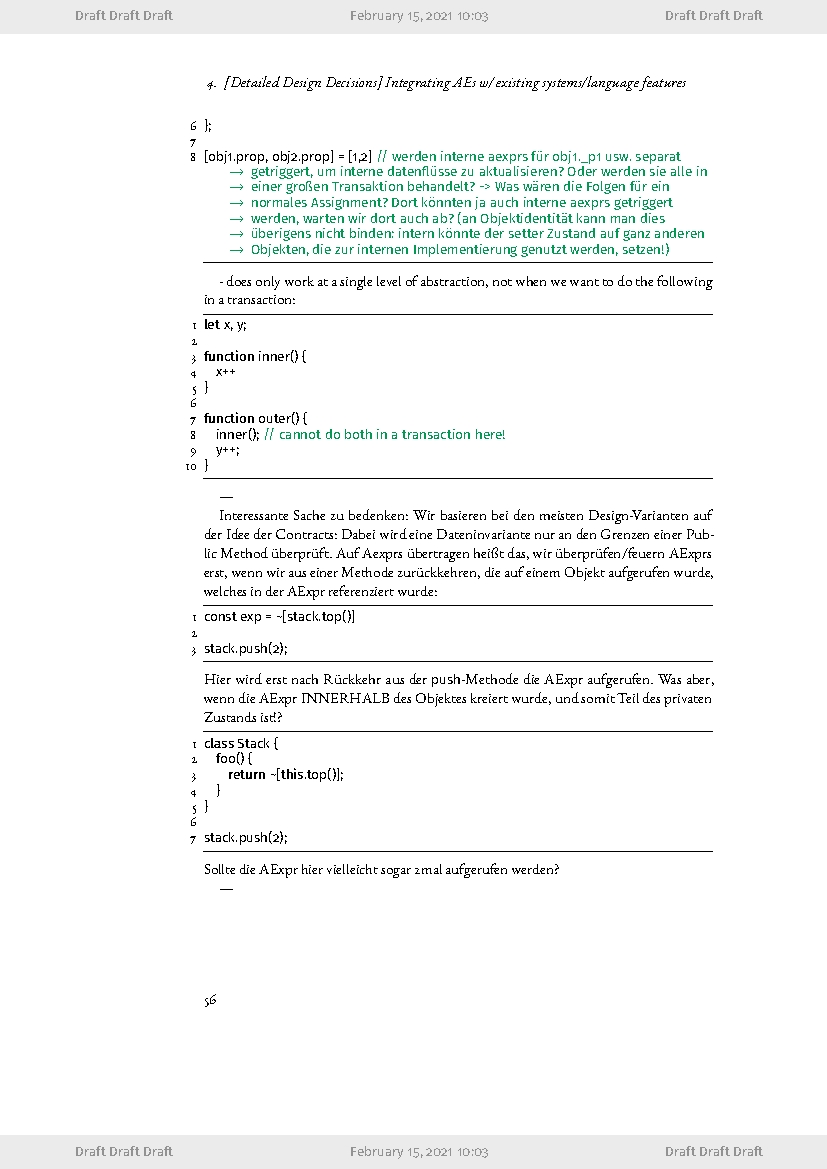 Draft Draft Draft February 15, 2021 10:03 Draft Draft Draft
4. [Detailed Design Decisions] Integrating AEs w/ existing systems/language features
6 };
7
8 [obj1.prop, obj2.prop] = [1,2] // werden interne aexprs für obj1._p1 usw. separat
→ getriggert, um interne datenflüsse zu aktualisieren? Oder werden sie alle in
→ einer großen Transaktion behandelt? -> Was wären die Folgen für ein
→ normales Assignment? Dort könnten ja auch interne aexprs getriggert
→ werden, warten wir dort auch ab? (an Objektidentität kann man dies
→ überigens nicht binden: intern könnte der setter Zustand auf ganz anderen
→ Objekten, die zur internen Implementierung genutzt werden, setzen!)
- does only work at a single level of abstraction, not when we want to do the following
in a transaction:
1 let x, y;
2
3 function inner() {
4 x++
5 }
6
7 function outer() {
8 inner(); // cannot do both in a transaction here!
9 y++;
10 }
—
Interessante Sache zu bedenken: Wir basieren bei den meisten Design-Varianten auf
der Idee der Contracts: Dabei wird eine Dateninvariante nur an den Grenzen einer Pub-
lic Method überprüft. Auf Aexprs übertragen heißt das, wir überprüfen/feuern AExprs
erst, wenn wir aus einer Methode zurückkehren, die auf einem Objekt aufgerufen wurde,
welches in der AExpr referenziert wurde:
1 const exp = ~[stack.top()]
2
3 stack.push(2);
Hier wird erst nach Rückkehr aus der push-Methode die AExpr aufgerufen. Was aber,
wenn die AExpr INNERHALB des Objektes kreiert wurde, und somit Teil des privaten
Zustands ist!?
1 class Stack {
2 foo() {
3 return ~[this.top()];
4 }
5 }
6
7 stack.push(2);
Sollte die AExpr hier vielleicht sogar 2mal aufgerufen werden?
—
56
Draft Draft Draft February 15, 2021 10:03 Draft Draft Draft